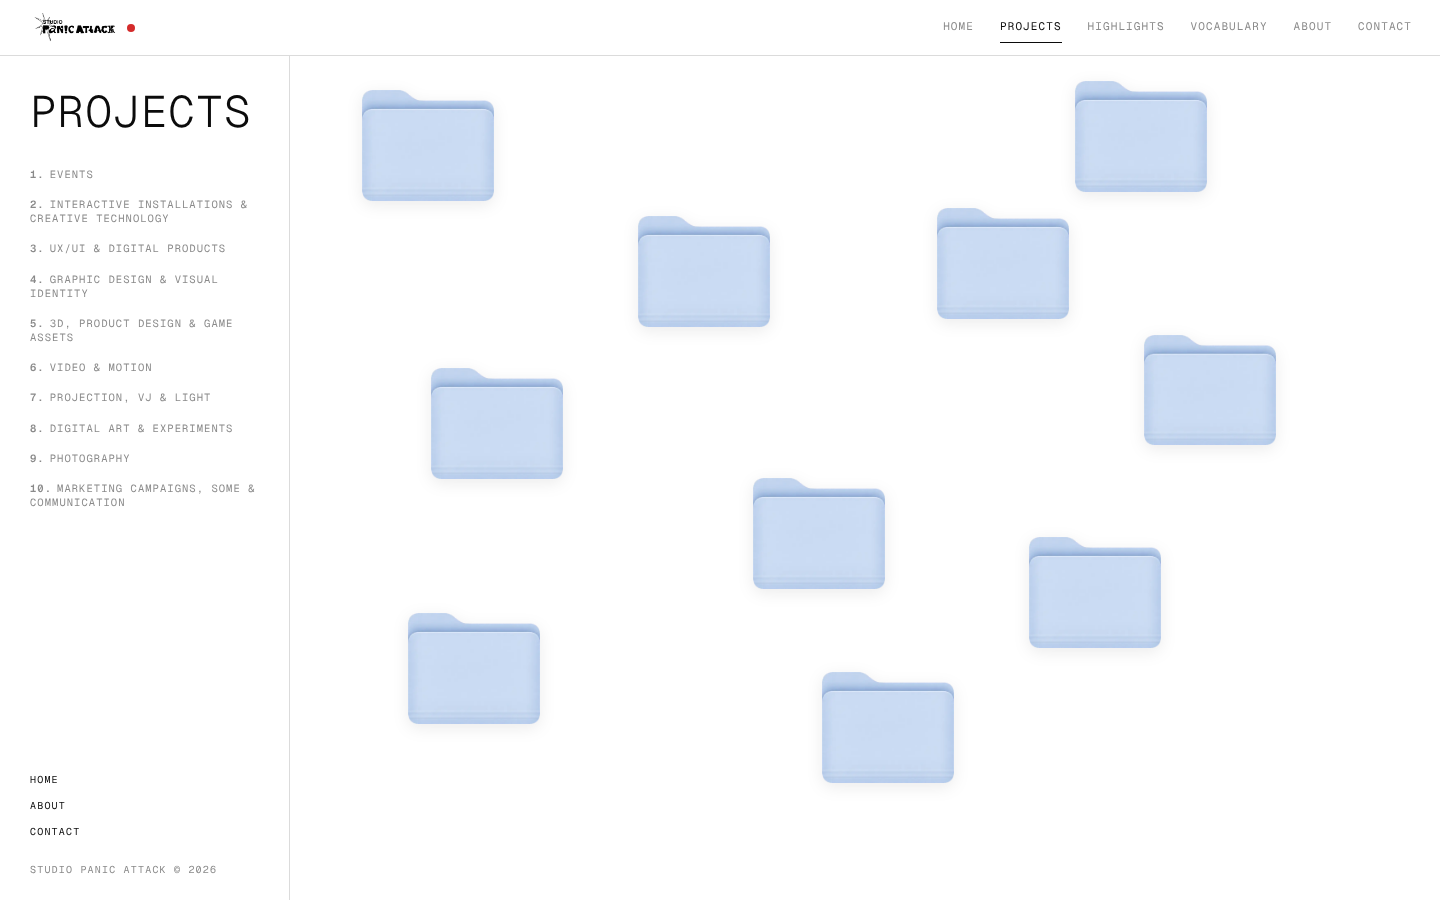 STUDIO
PANIC ATTACK
HOME PROJECTS HIGHLIGHTS VOCABULARY ABOUT CONTACT
PROJECTS
1. EVENTS
2. INTERACTIVE INSTALLATIONS &
CREATIVE TECHNOLOGY
3. UX/UI & DIGITAL PRODUCTS
4. GRAPHIC DESIGN & VISUAL
IDENTITY
5. 3D, PRODUCT DESIGN & GAME
ASSETS
6. VIDEO & MOTION
7. PROJECTION, VJ & LIGHT
8. DIGITAL ART & EXPERIMENTS
9. PHOTOGRAPHY
10. MARKETING CAMPAIGNS, SOME &
COMMUNICATION
HOME
ABOUT
CONTACT
STUDIO PANIC ATTACK © 2026